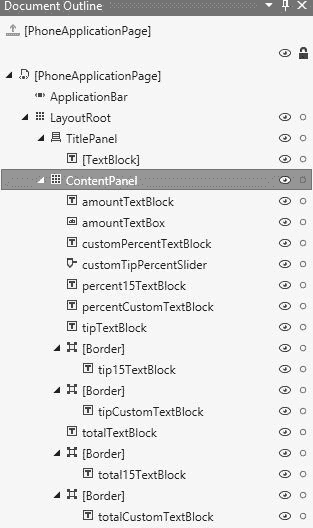 Document Outline
[PhoneApplicationPage]
[PhoneApplicationPage]
ApplicationBar
LayoutRoot
TitlePanel
[TextBlock]
ContentPanel
amountTextBlock
amountTextBox
customPercentTextBlock
customTipPercentSlider
percent15TextBlock
percentCustomTextBlock
tipTextBlock
[Border]
tip15TextBlock
[Border]
tipCustomTextBlock
totalTextBlock
[Border]
total15TextBlock
[Border]
totalCustomTextBlock